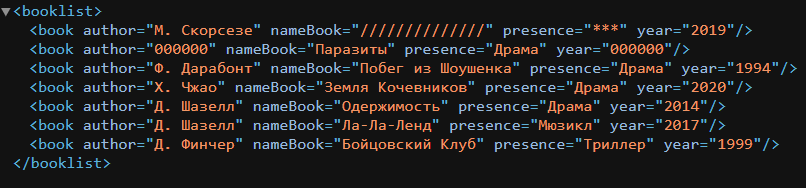 ▼<booklist>
<book author="М. Скорсезе" nameBook="//////////////" presence="***" year="2019"/>
<book author="000000" nameBook="Паразиты" presence="Драма" year="000000"/>
<book author="Ф. Дарабонт" nameBook="Побег из Шоушенка" presence="Драма" year="1994"/>
<book author="Х. Чжао" nameBook="Земля Кочевников" presence="Драма" year="2020"/>
<book author="Д. Шазелл" nameBook="Одержимость" presence="Драма" year="2014"/>
<book author="Д. Шазелл" nameBook="Ла-Ла-Ленд" presence="Мюзикл" year="2017"/>
<book author="Д. Финчер" nameBook="Бойцовский Клуб" presence="Триллер" year="1999"/>
</booklist>